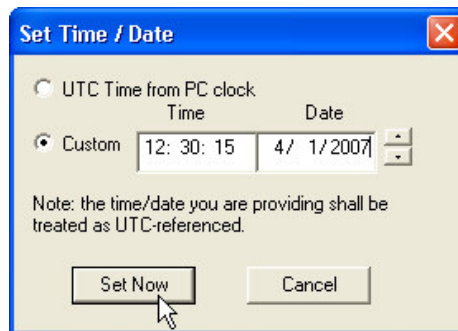 Set Time / Date
UTC Time from PC clock
Time Date
Custom 12: 30: 15 4/ 1/2007
Note: the time/date you are providing shall be
treated as UTC-referenced.
Set Now Cancel